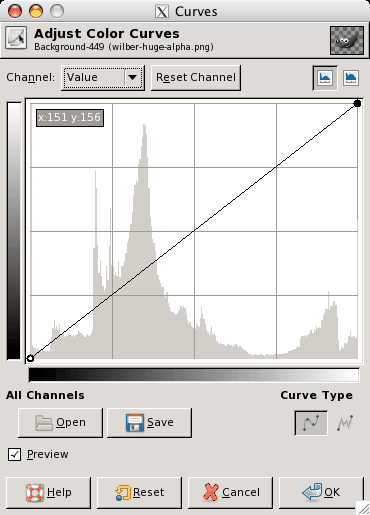 Curves
Adjust Color Curves
Background-449 (wilber-huge-alpha.png)
Channel: Value Reset Channel
x:151 y:156
All Channels Curve Type
Open Save
Preview
Help Reset Cancel OK